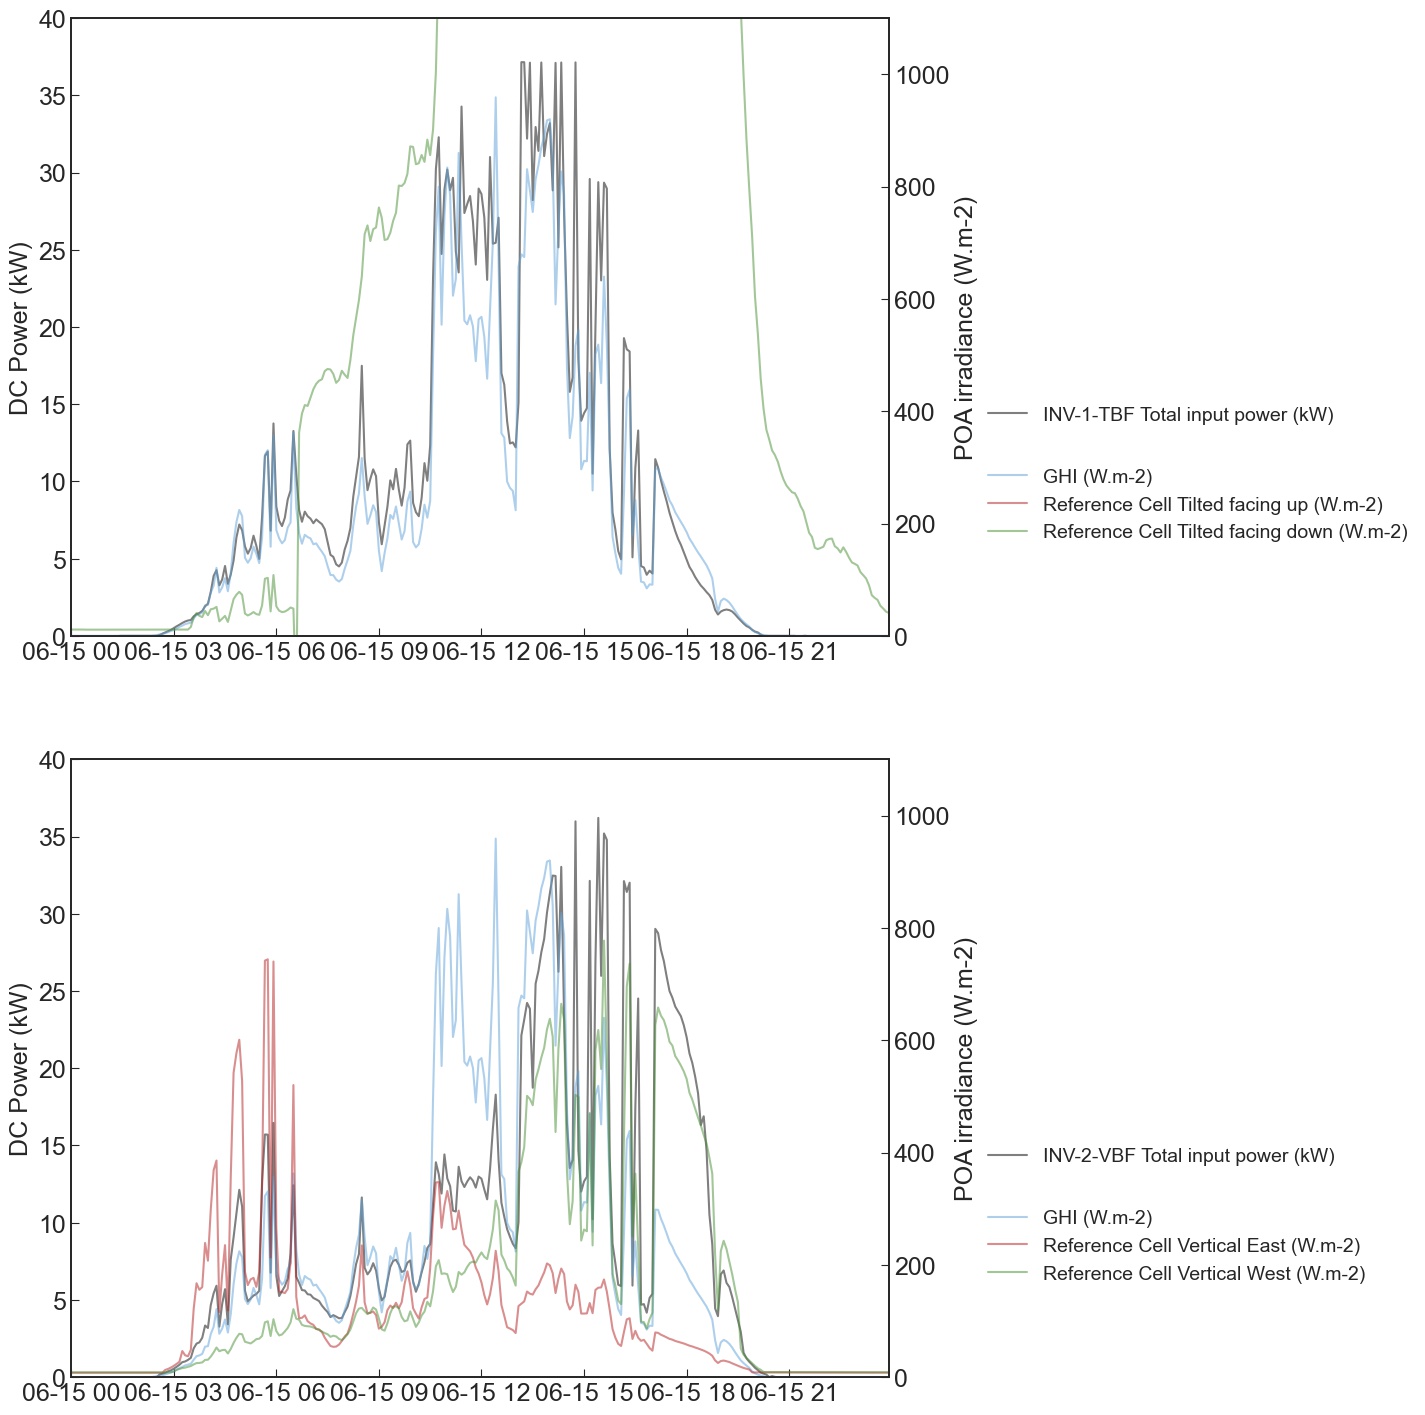 40
35
30
25
20
15
10
5
0
DC Power (kW)
1000
800
600
400
200
0
POA irradiance (W.m-2)
06-15 00 06-15 03 06-15 06 06-15 09 06-15 12 06-15 15 06-15 18 06-15 21
INV-1-TBF Total input power (kW)
GHI (W.m-2)
Reference Cell Tilted facing up (W.m-2)
Reference Cell Tilted facing down (W.m-2)
40
35
30
25
20
15
10
5
0
DC Power (kW)
1000
800
600
400
200
0
POA irradiance (W.m-2)
06-15 00 06-15 03 06-15 06 06-15 09 06-15 12 06-15 15 06-15 18 06-15 21
INV-2-VBF Total input power (kW)
GHI (W.m-2)
Reference Cell Vertical East (W.m-2)
Reference Cell Vertical West (W.m-2)